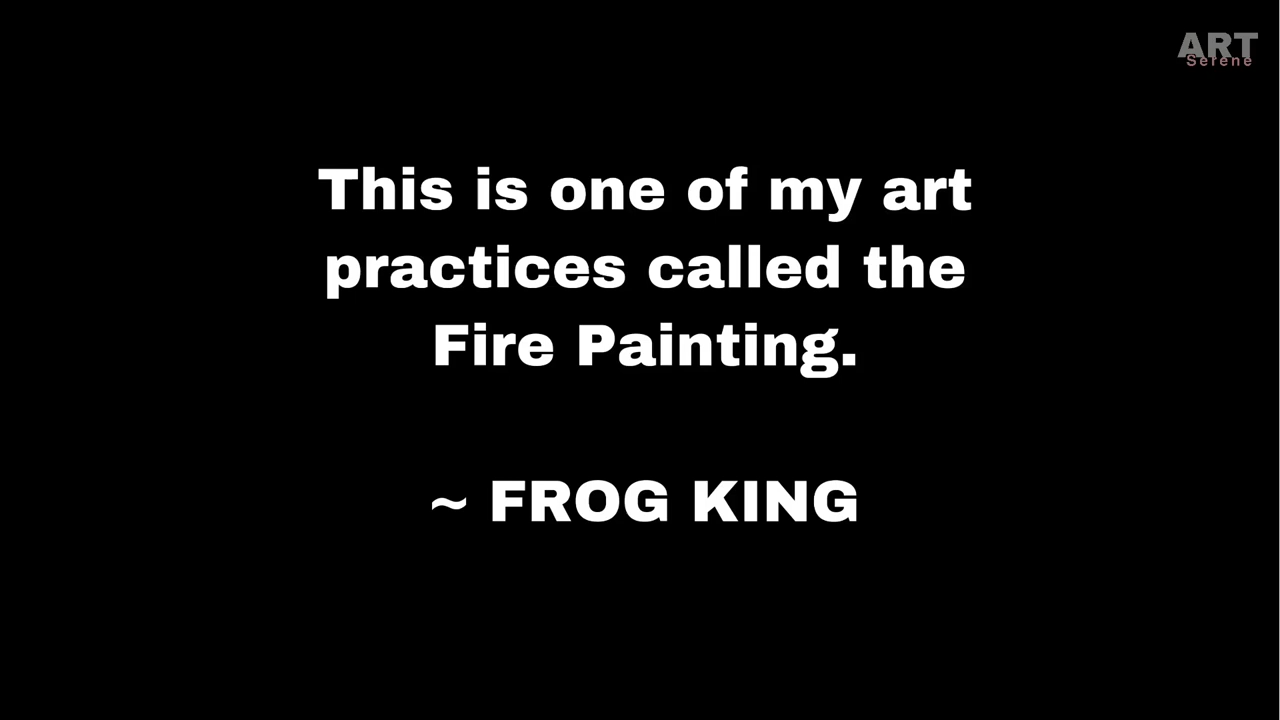 ART
Serene
This is one of my art
practices called the
Fire Painting.
~ FROG KING